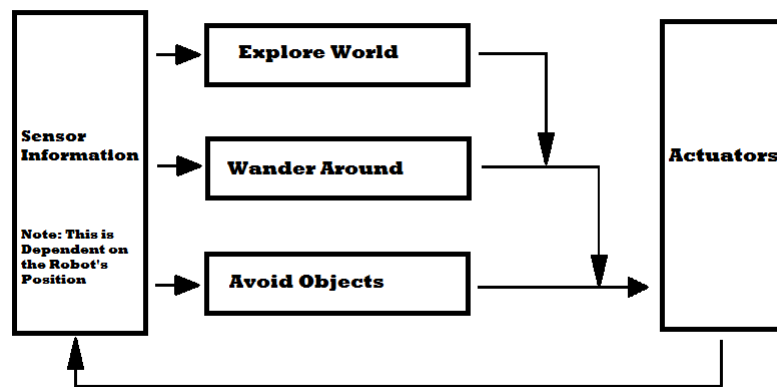 Explore World
Sensor
Information
Wander Around
Actuators
Note: This is
Dependent on
the Robot's
Position
Avoid Objects